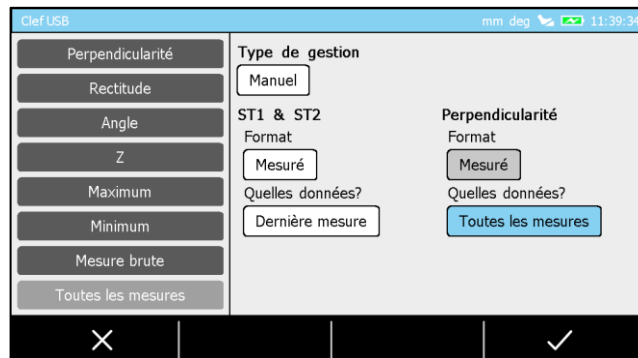 Clef USB
mm deg 11:39:34
Perpendicularité
Rectitude
Angle
Z
Maximum
Minimum
Mesure brute
Toutes les mesures
Type de gestion
Manuel
ST1 & ST2
Format
Mesuré
Quelles données?
Dernière mesure
Perpendicularité
Format
Mesuré
Quelles données?
Toutes les mesures